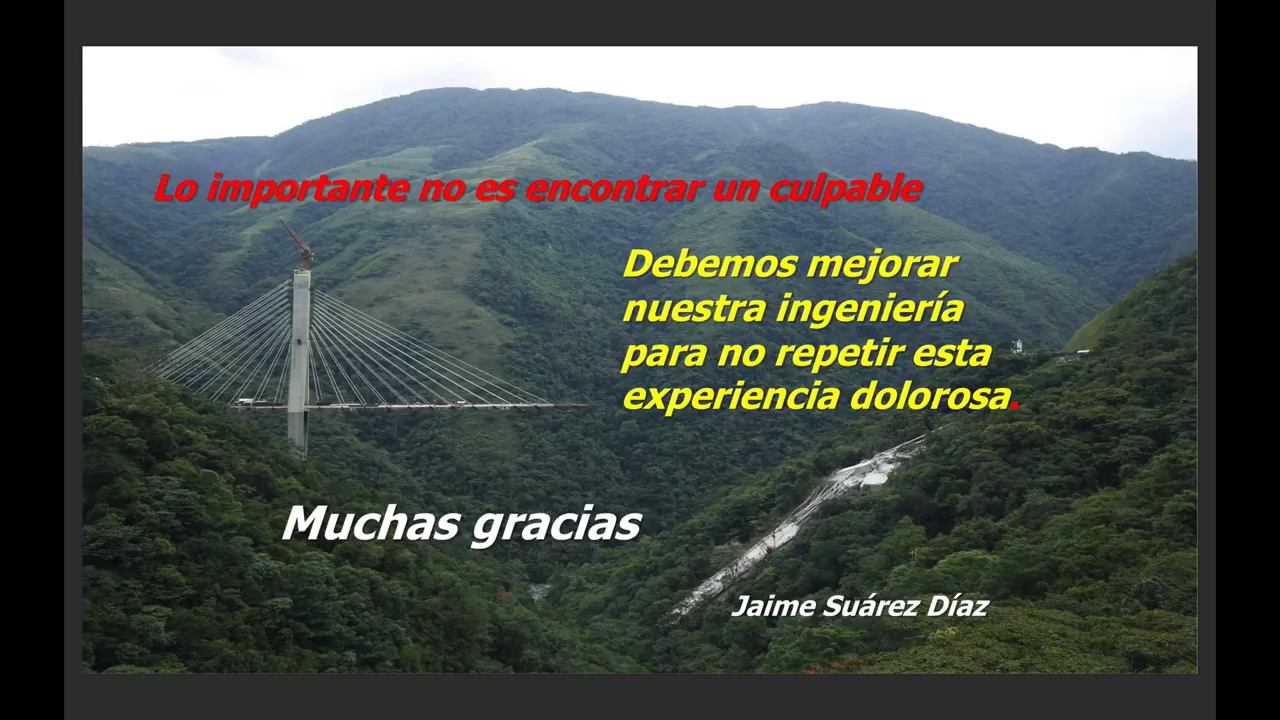 Lo importante no es encontrar un culpable
Debemos mejorar
nuestra ingeniería
para no repetir esta
experiencia dolorosa.
Muchas gracias
Jaime Suárez Díaz